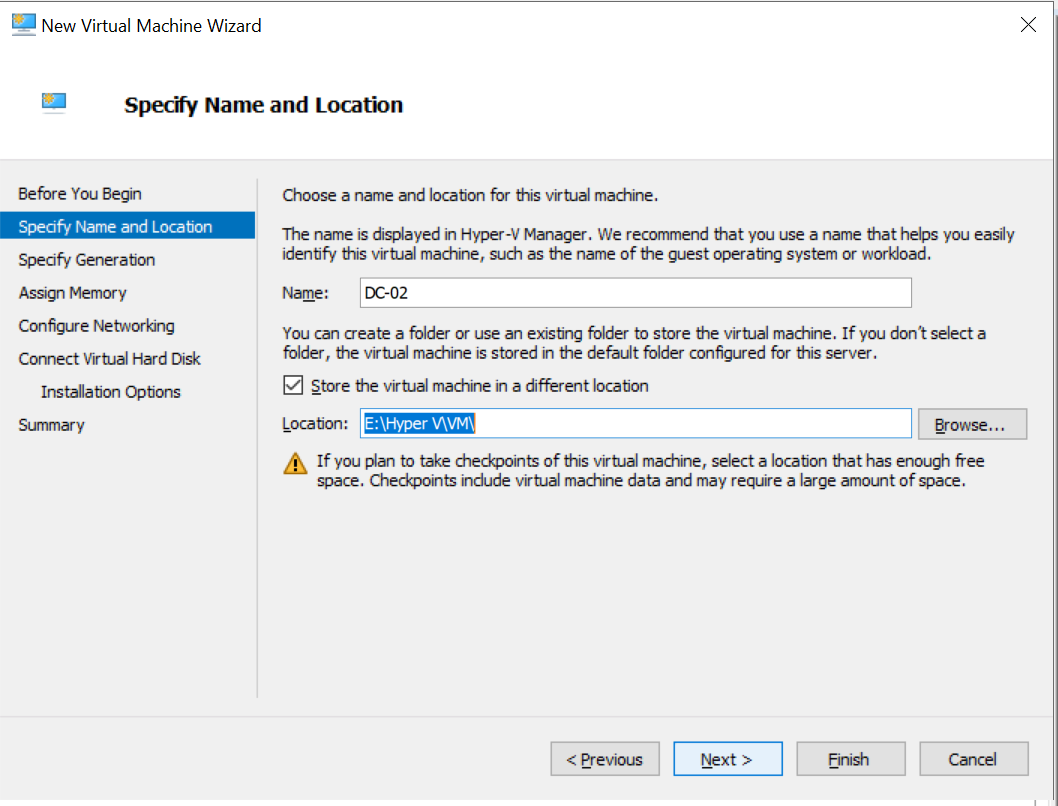 New Virtual Machine Wizard
Specify Name and Location
Before You Begin
Specify Name and Location
Specify Generation
Assign Memory
Configure Networking
Connect Virtual Hard Disk
Installation Options
Summary
Choose a name and location for this virtual machine.
The name is displayed in Hyper-V Manager. We recommend that you use a name that helps you easily
identify this virtual machine, such as the name of the guest operating system or workload.
Name: DC-02
You can create a folder or use an existing folder to store the virtual machine. If you don't select a
folder, the virtual machine is stored in the default folder configured for this server.
Store the virtual machine in a different location
Location: E:\Hyper V\VM\ Browse...
If you plan to take checkpoints of this virtual machine, select a location that has enough free
space. Checkpoints include virtual machine data and may require a large amount of space.
< Previous Next > Finish Cancel